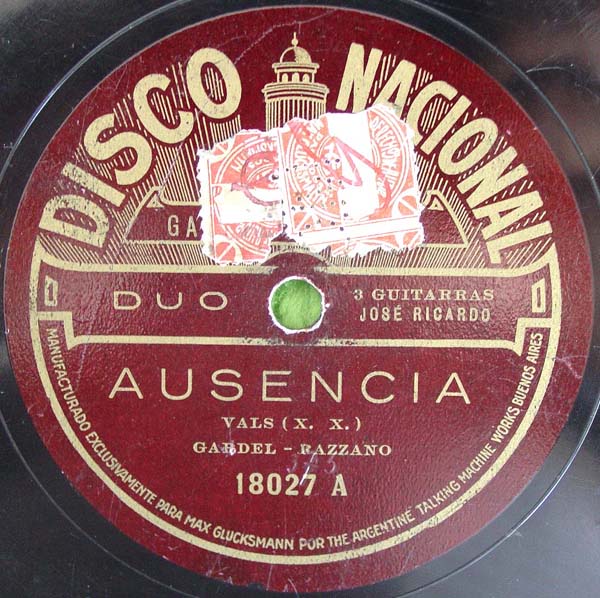 DISCO NACIONAL
GA
DUO
3 GUITARRAS
JOSÉ RICARDO
AUSENCIA
VALS (X. X.)
GARDEL - RAZZANO
18027 A
MANUFACTURADO EXCLUSIVAMENTE PARA MAX GLUCKSMANN POR THE ARGENTINE TALKING MACHINE WORKS BUENOS AIRES